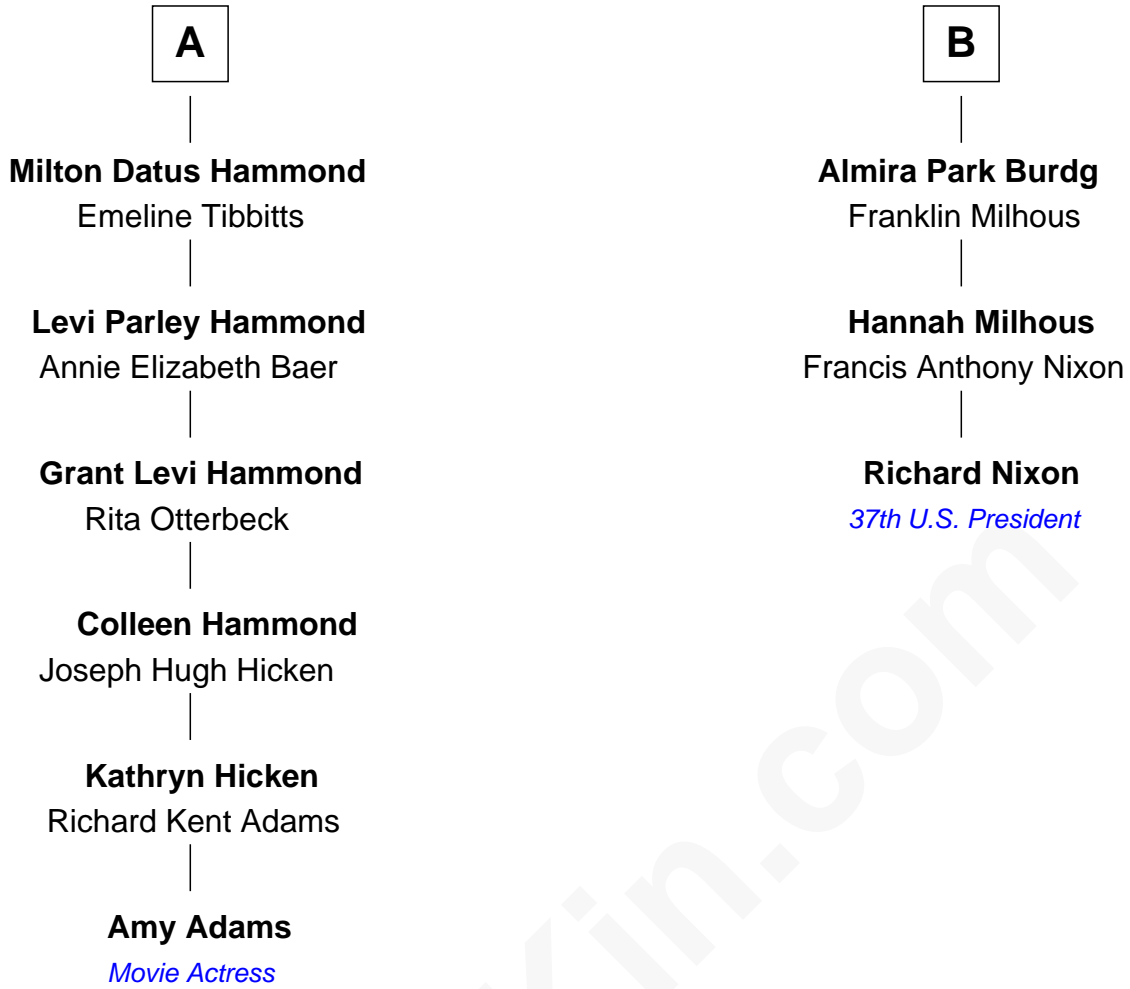 A
Milton Datus Hammond
Emeline Tibbitts
Levi Parley Hammond
Annie Elizabeth Baer
Grant Levi Hammond
Rita Otterbeck
Colleen Hammond
Joseph Hugh Hicken
Kathryn Hicken
Richard Kent Adams
Amy Adams
Movie Actress
B
Almira Park Burdg
Franklin Milhous
Hannah Milhous
Francis Anthony Nixon
Richard Nixon
37th U.S. President
Kin.com